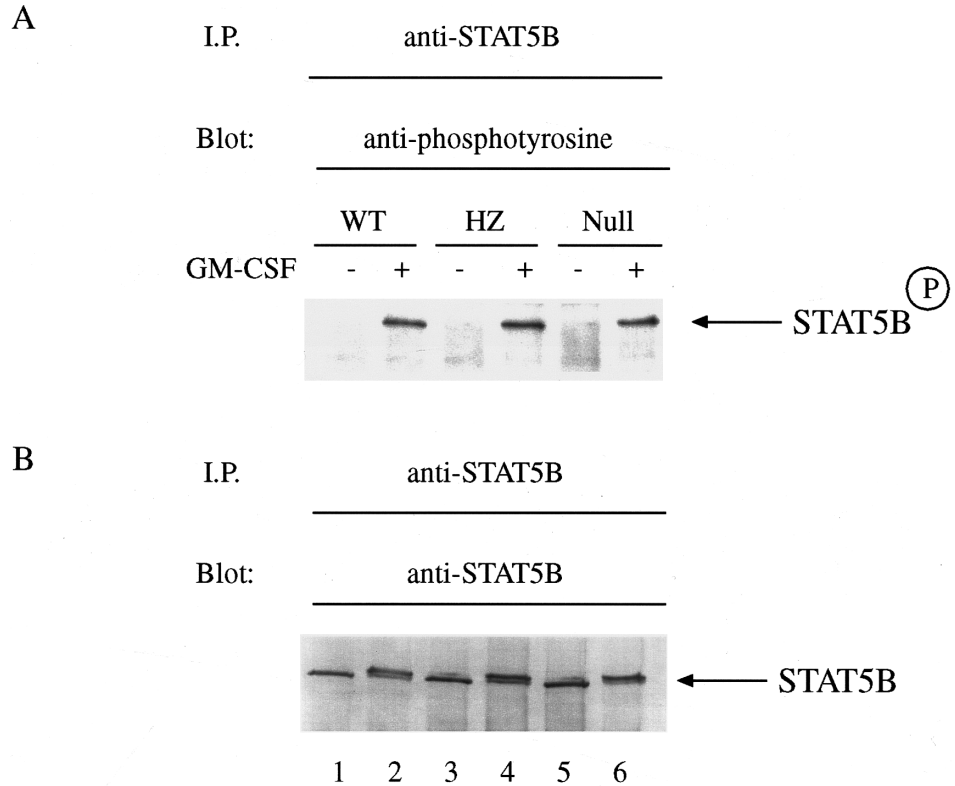 A
I.P. anti-STAT5B
Blot: anti-phosphotyrosine
WT HZ Null
GM-CSF - + - + - +
P
STAT5B
B
I.P. anti-STAT5B
Blot: anti-STAT5B
STAT5B
1 2 3 4 5 6